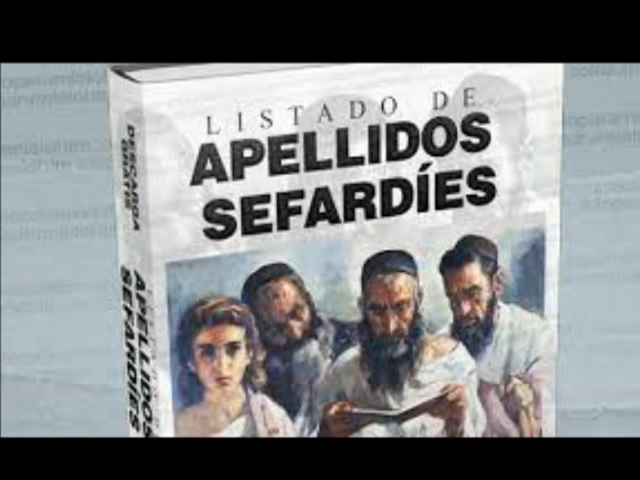 LISTADO DE
APELLIDOS
SEFARDÍES
DESCARGA
GRATIS
APELLIDOS
SEFARDÍES